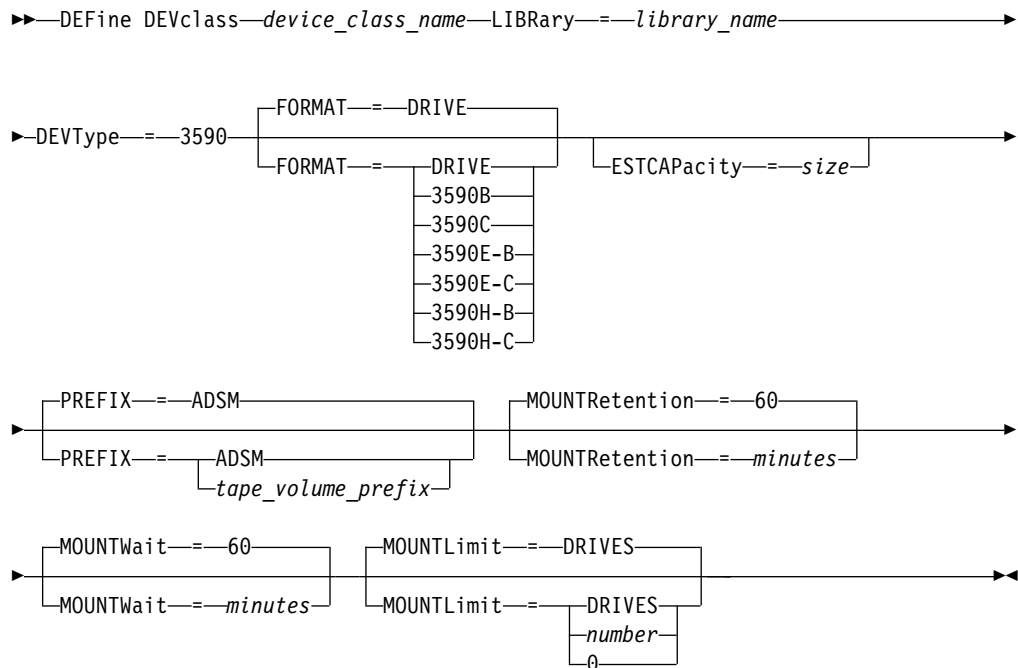 ►►─DEFine DEVclass─device_class_name─LIBRary─=─library_name─►
FORMAT─=─DRIVE
►─DEVType─=─3590─►
FORMAT─=─DRIVE
ESTCAPacity─=─size
3590B
3590C
3590E-B
3590E-C
3590H-B
3590H-C
PREFIX─=─ADSM
MOUNTRetention─=─60
PREFIX─=─ADSM
MOUNTRetention─=─minutes
tape_volume_prefix
MOUNTWait─=─60
MOUNTLimit─=─DRIVES
MOUNTWait─=─minutes
MOUNTLimit─=─DRIVES
number
0